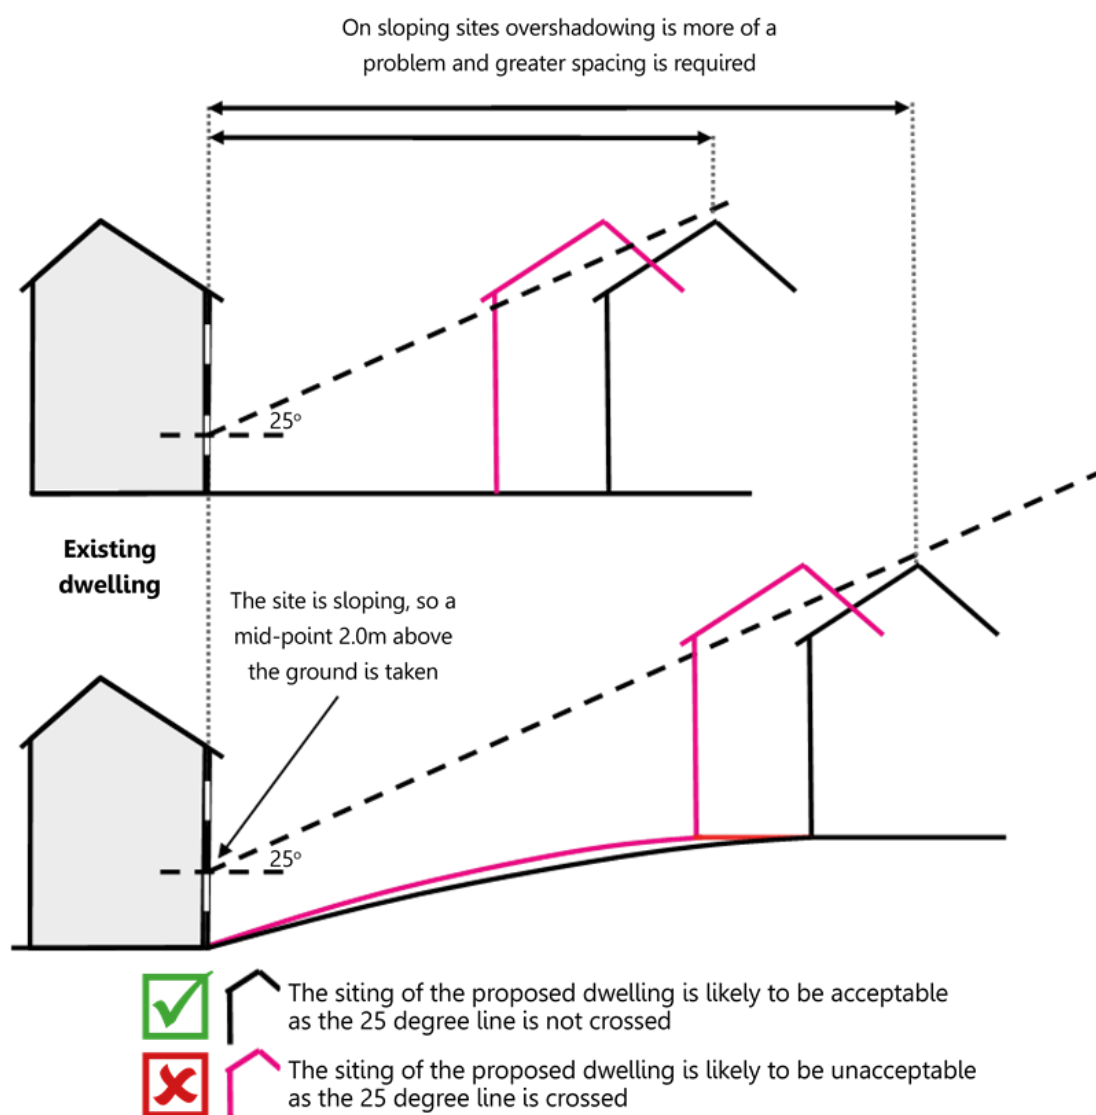 On sloping sites overshadowing is more of a
problem and greater spacing is required
25°
Existing
dwelling
The site is sloping, so a
mid-point 2.0m above
the ground is taken
25°
The siting of the proposed dwelling is likely to be acceptable
as the 25 degree line is not crossed
The siting of the proposed dwelling is likely to be unacceptable
as the 25 degree line is crossed